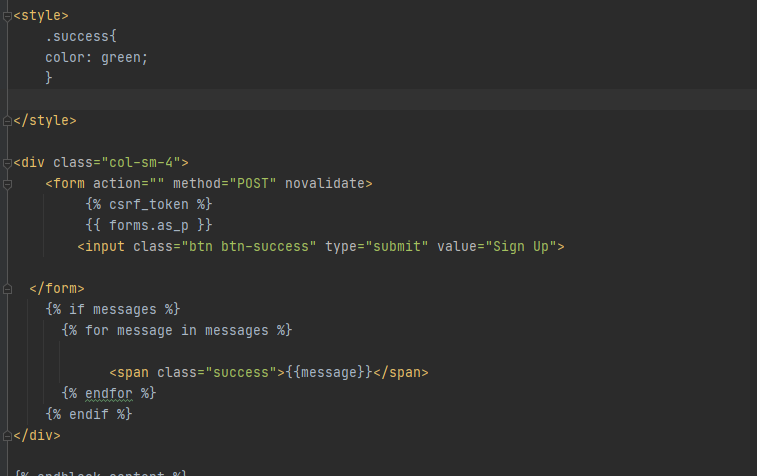 <style>
.success{
color: green;
}
</style>
<div class="col-sm-4">
<form action="" method="POST" novalidate>
{% csrf_token %}
{{ forms.as_p }}
<input class="btn btn-success" type="submit" value="Sign Up">
</form>
{% if messages %}
{% for message in messages %}
<span class="success">{{message}}</span>
{% endfor %}
{% endif %}
</div>
{% endblock content %}